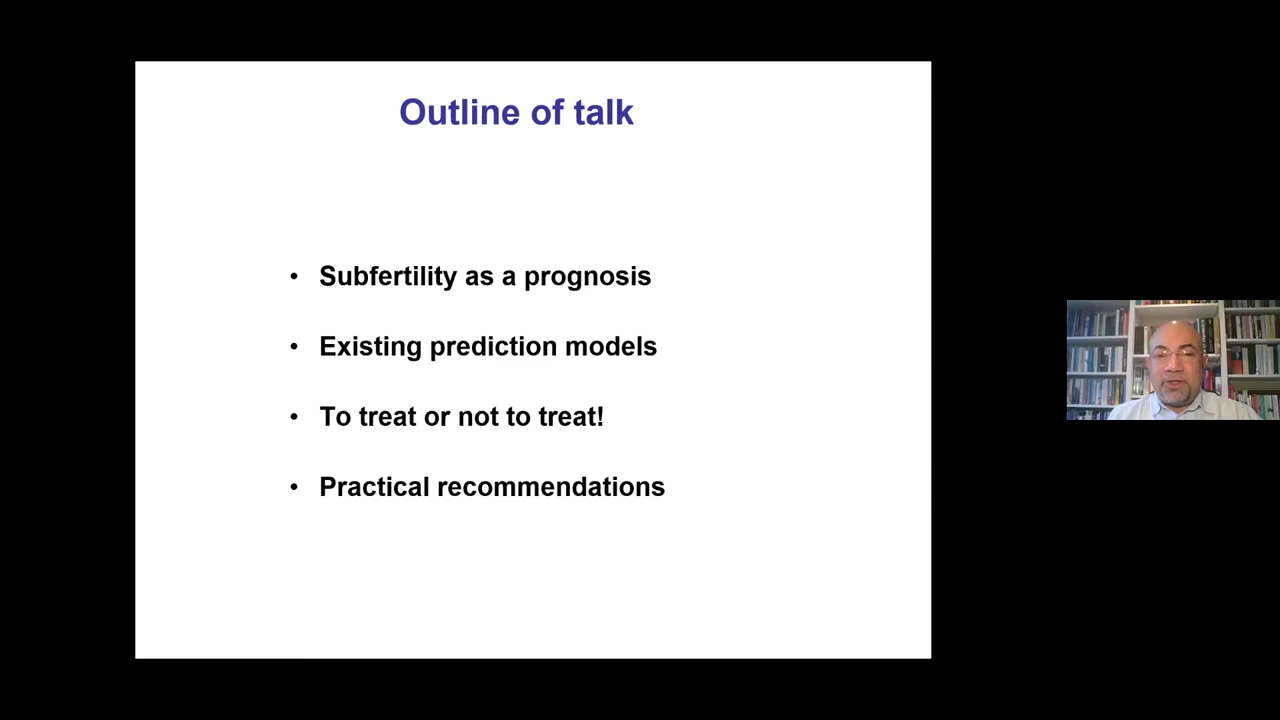 Outline of talk
• Subfertility as a prognosis
• Existing prediction models
• To treat or not to treat!
• Practical recommendations